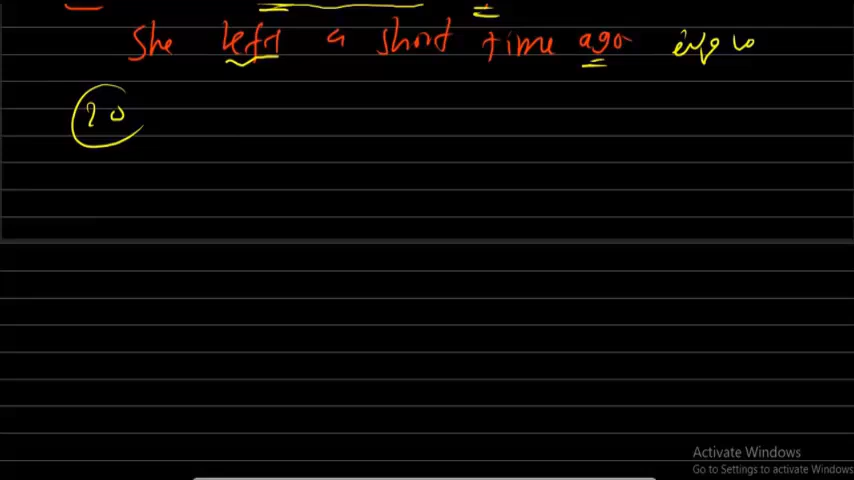 She left a short time ago
20
Activate Windows
Go to Settings to activate Windows